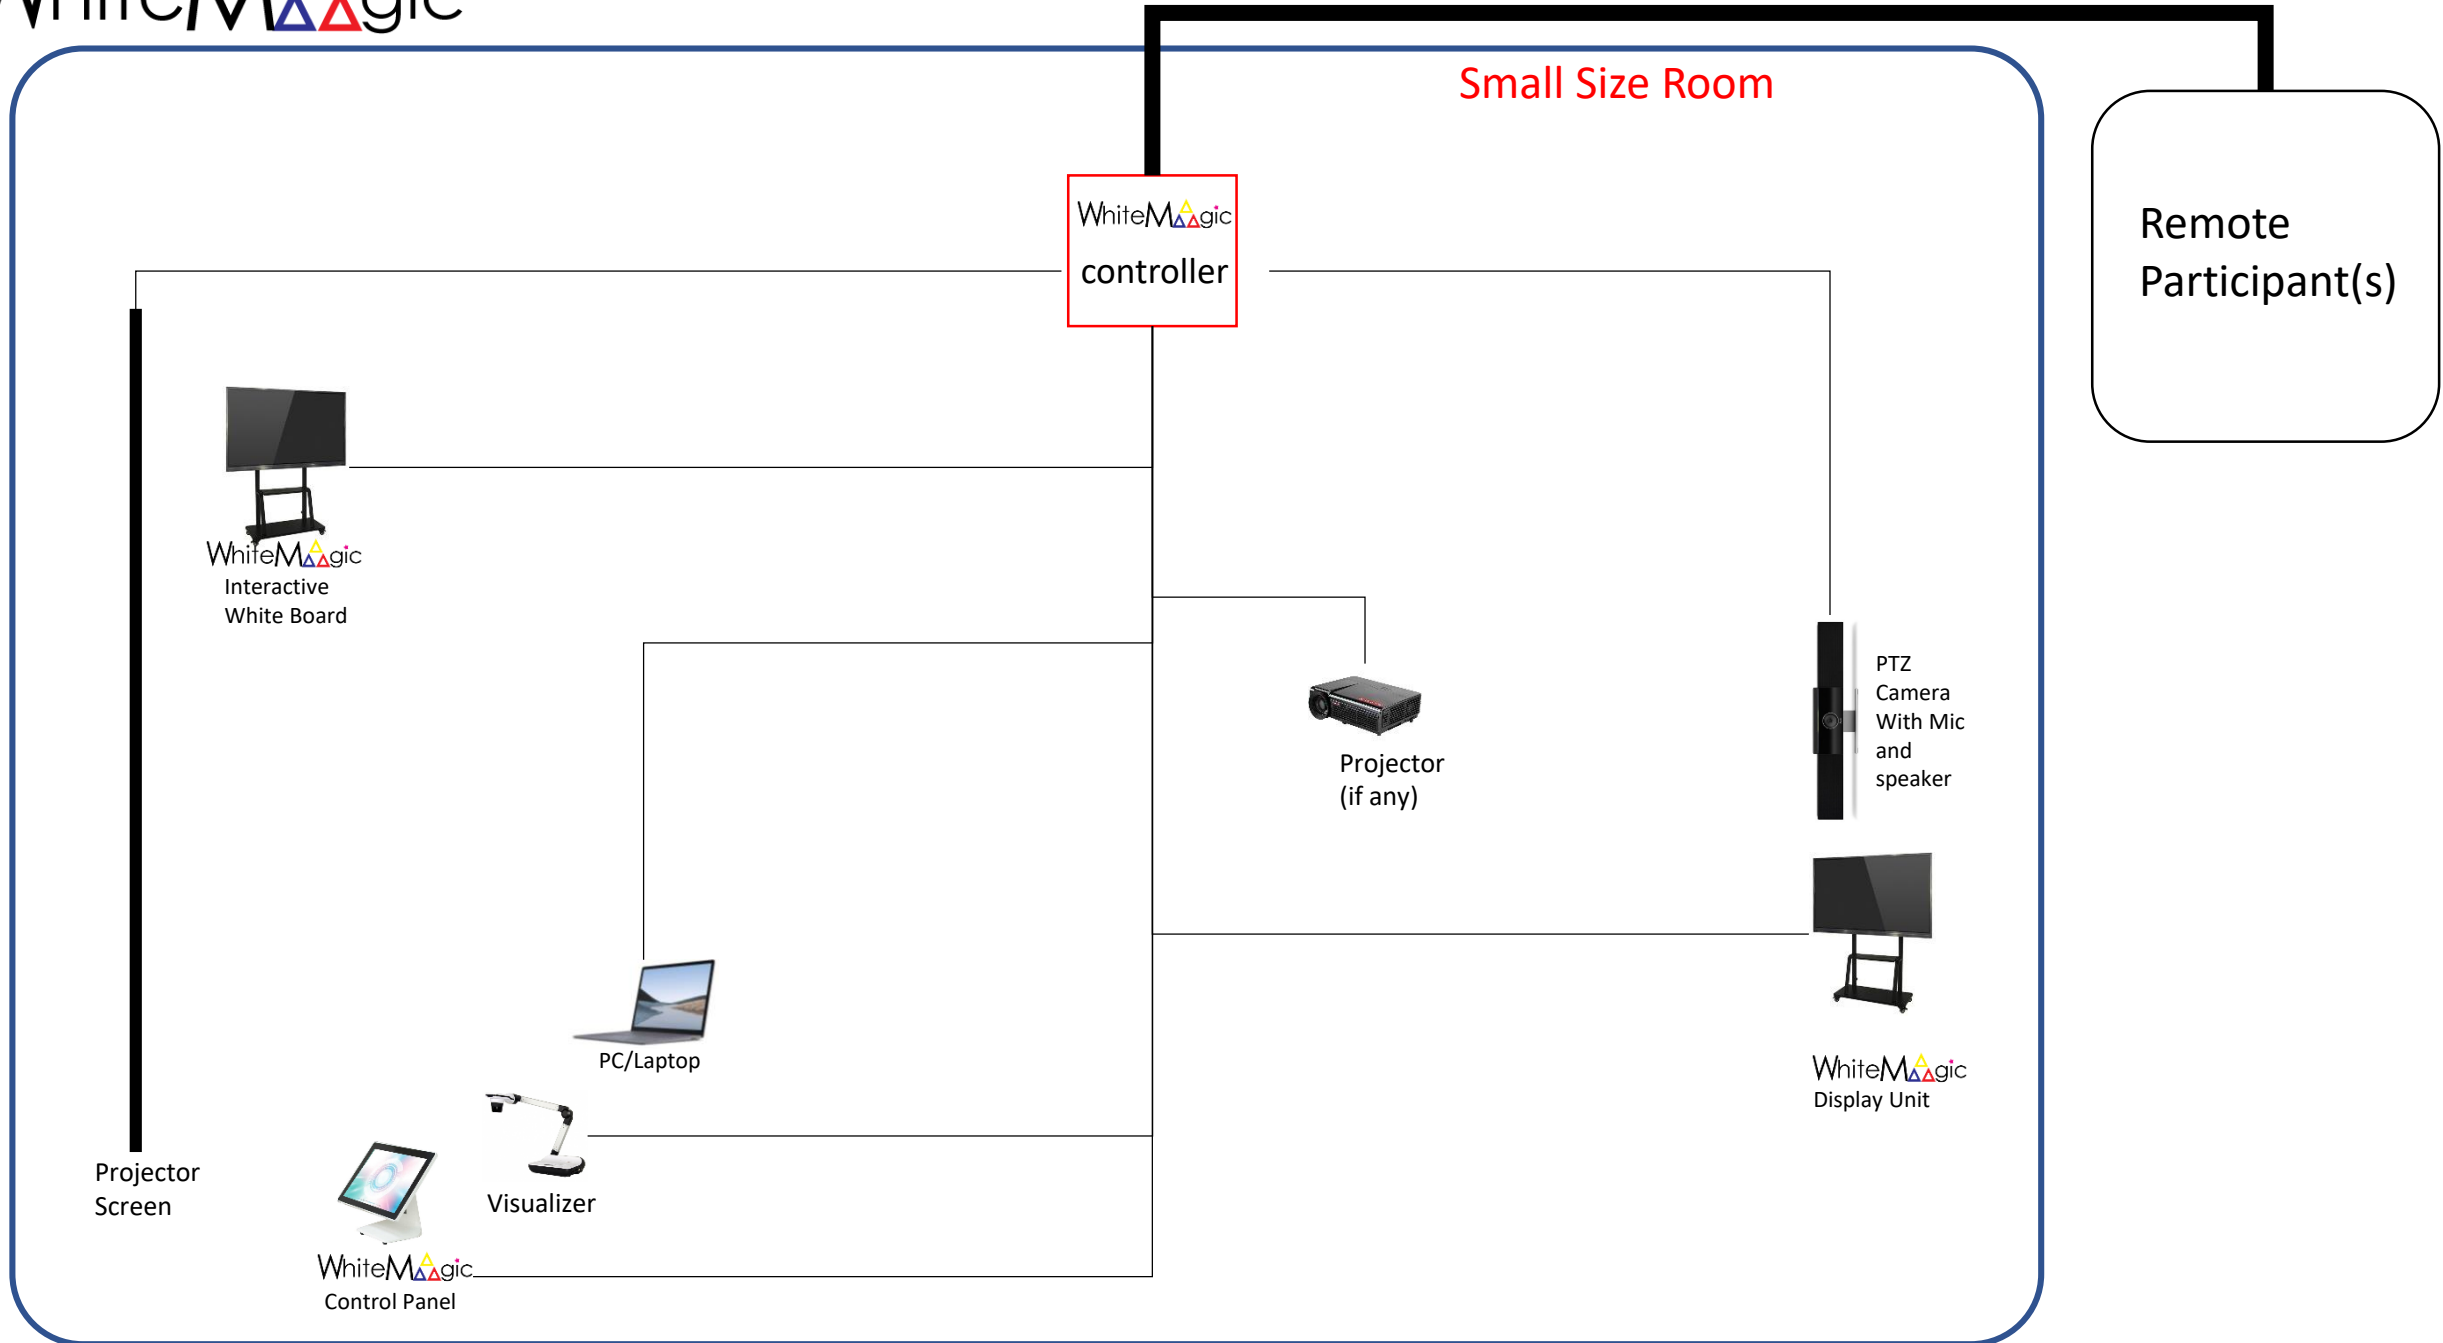 WhiteMagic
Small Size Room
WhiteMagic
controller
Remote
Participant(s)
WhiteMagic
Interactive
White Board
PTZ
Camera
With Mic
and
speaker
Projector
(if any)
PC/Laptop
WhiteMagic
Display Unit
Projector
Screen
Visualizer
WhiteMagic
Control Panel